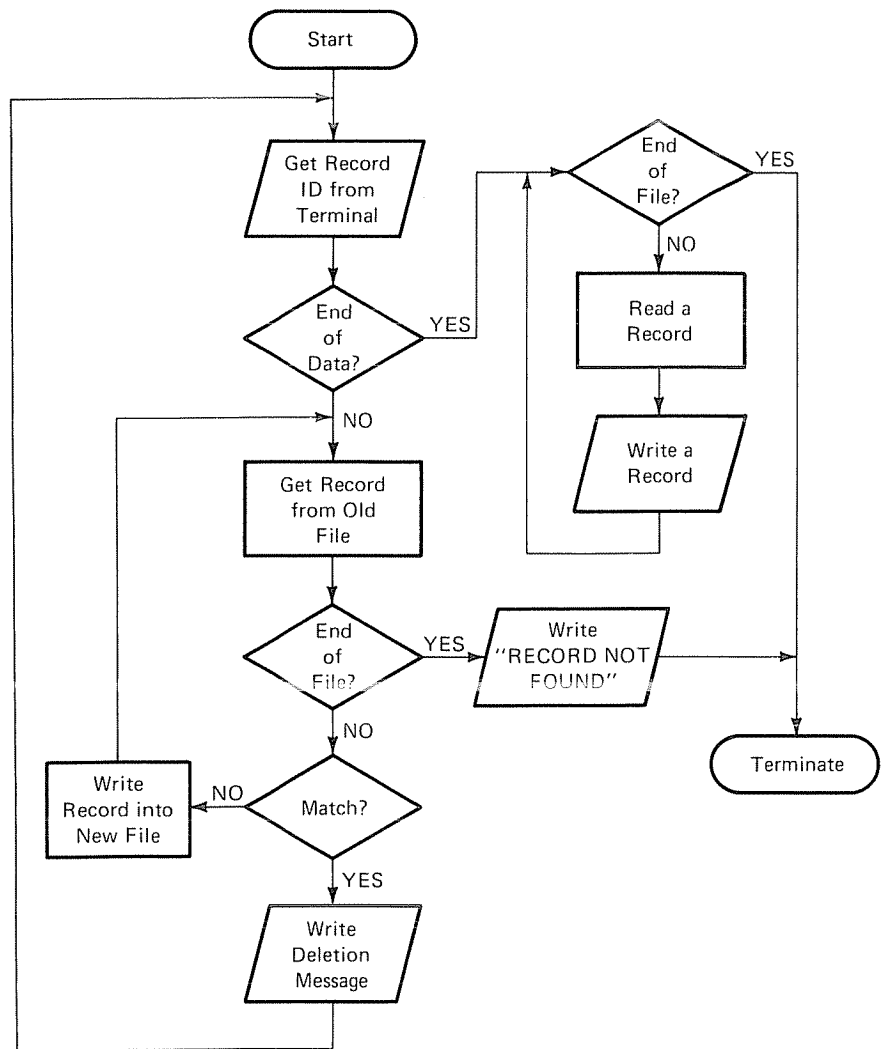 Start
Get Record
ID from
Terminal
End
of
Data?
YES
NO
End
of
File?
YES
NO
Read a
Record
Write a
Record
Get Record
from Old
File
End
of
File?
YES
Write
"RECORD NOT
FOUND"
NO
Terminate
Match?
NO
Write
Record into
New File
YES
Write
Deletion
Message